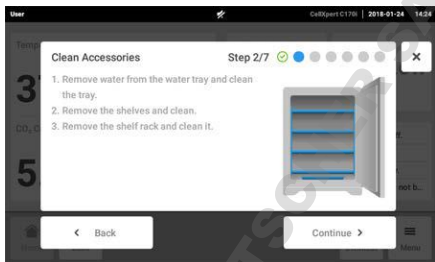 User CellXpert C170i | 2018-01-24 14:24
Clean Accessories Step 2/7
1. Remove water from the water tray and clean
the tray.
2. Remove the shelves and clean.
3. Remove the shelf rack and clean it.
Back Continue
Menu